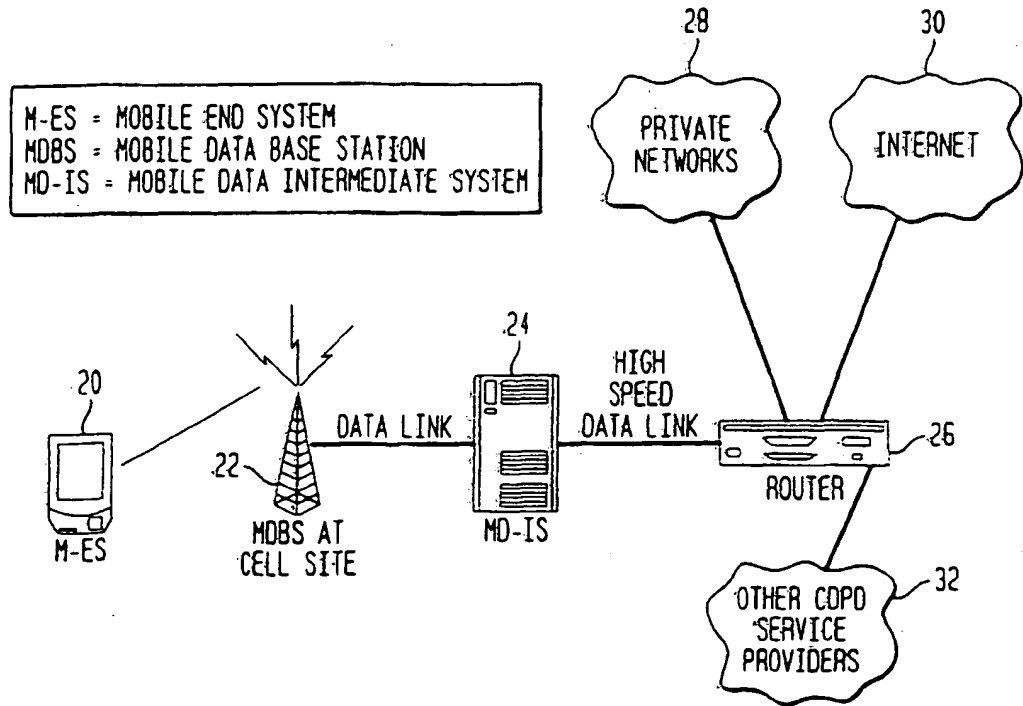 28
30
M-ES = MOBILE END SYSTEM
MDBS = MOBILE DATA BASE STATION
MD-IS = MOBILE DATA INTERMEDIATE SYSTEM
PRIVATE
NETWORKS
INTERNET
20
22
24
DATA LINK
HIGH
SPEED
DATA LINK
26
ROUTER
M-ES
MDBS AT
CELL SITE
MD-IS
OTHER CDPD
SERVICE
PROVIDERS
32